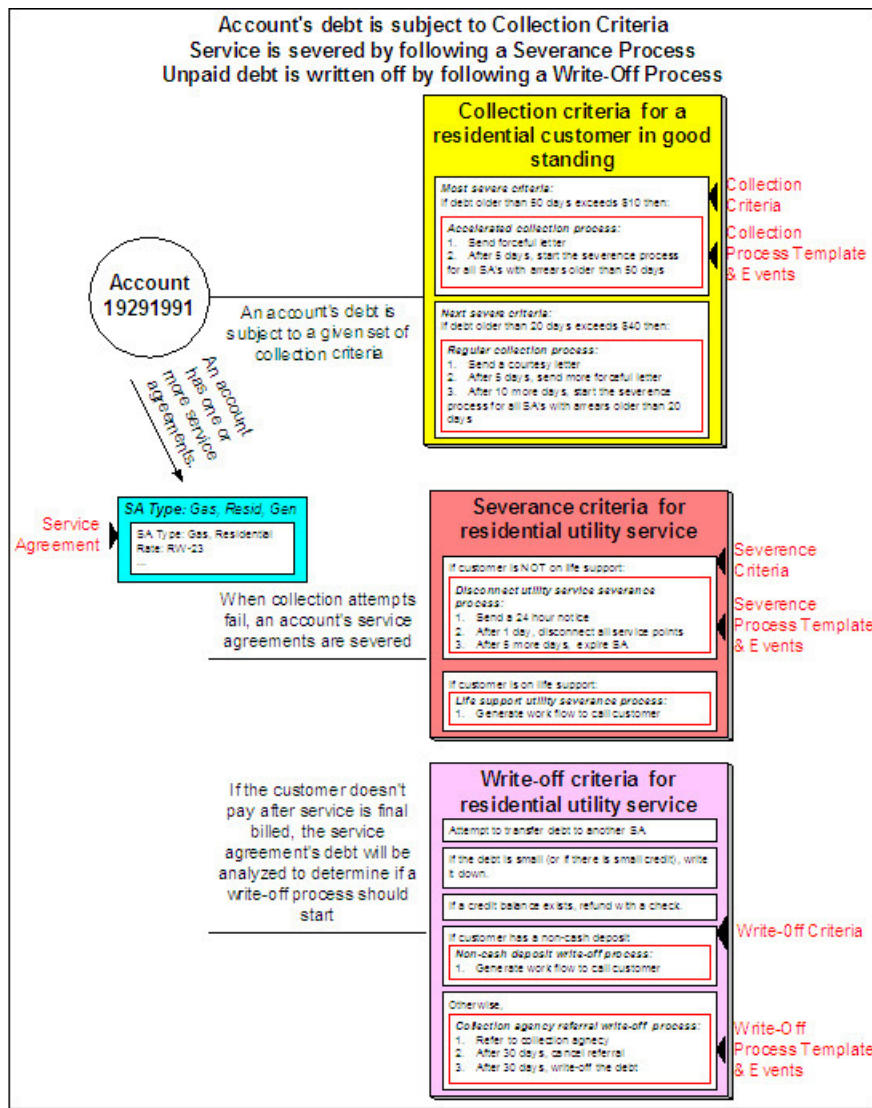 Account's debt is subject to Collection Criteria
Service is severed by following a Severance Process
Unpaid debt is written off by following a Write-Off Process
Collection criteria for a
residential customer in good
standing
Most severe criteria:
If debt older than 50 days exceeds $10 then:
Accelerated collection process:
1. Send forceful letter
2. After 5 days, start the severence process
for all SA's with arrears older than 50 days
Collection
Criteria
Collection
Process Template
& Events
Account
19291991
An account's debt is
subject to a given set of
collection criteria
Next severe criteria:
If debt older than 20 days exceeds $40 then:
Regular collection process:
1. Send a courtesy letter
2. After 5 days, send more forceful letter
3. After 10 more days, start the severence
process for all SA's with arrears older than 20
days
An account
has one or
more service
agreements.
Service
Agreement
SA Type: Gas, Resid, Gen
SA Type: Gas, Residential
Rate: RW-23
...
Severance criteria for
residential utility service
If customer is NOT on life support:
Disconnect utility service severance
process:
1. Send a 24 hour notice
2. After 1 day, disconnect all service points
3. After 5 more days, expire SA
Severence
Criteria
Severence
Process Template
& Events
When collection attempts
fail, an account's service
agreements are severed
If customer is on life support:
Life support utility severance process:
1. Generate work flow to call customer
If the customer doesn't
pay after service is final
billed, the service
agreement's debt will be
analyzed to determine if a
write-off process should
start
Write-off criteria for
residential utility service
Attempt to transfer debt to another SA
If the debt is small (or if there is small credit), write
it down.
If a credit balance exists, refund with a check.
If customer has a non-cash deposit
Non-cash deposit write-off process:
1. Generate work flow to call customer
Write-Off Criteria
Otherwise,
Collection agency referral write-off process:
1. Refer to collection agnecy
2. After 30 days, cancel referral
3. After 30 days, write-off the debt
Write-Off
Process Template
& Events